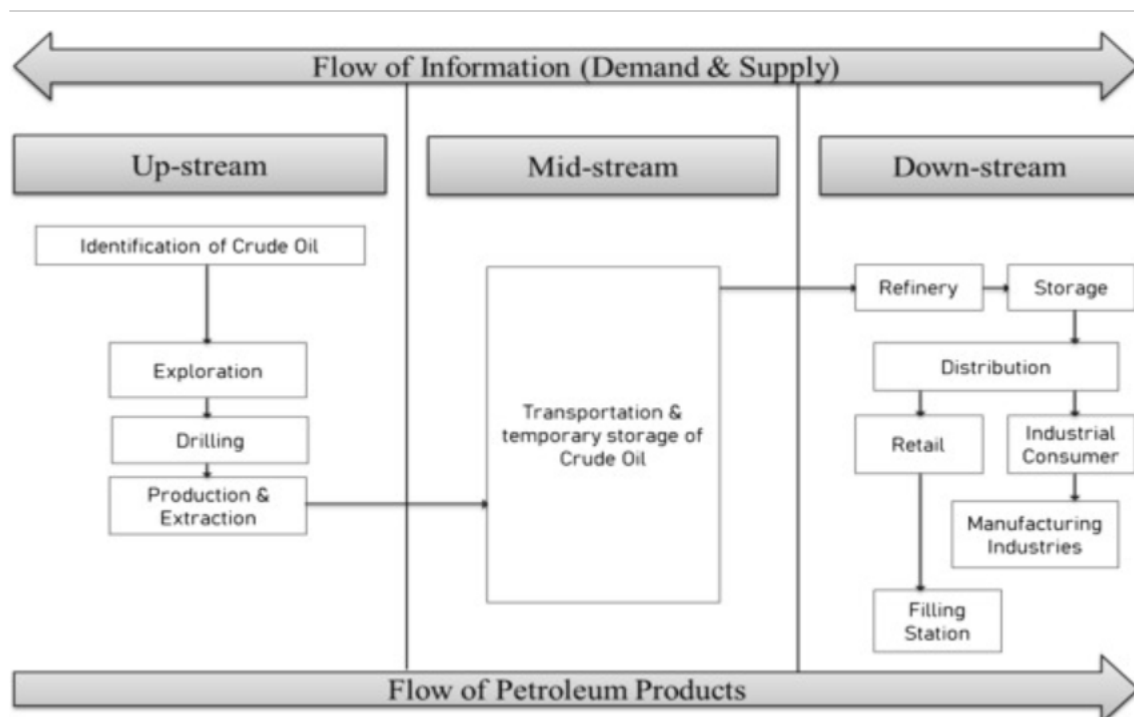 Flow of Information (Demand & Supply)
Up-stream
Mid-stream
Down-stream
Identification of Crude Oil
Exploration
Drilling
Production &
Extraction
Transportation &
temporary storage of
Crude Oil
Refinery
Storage
Distribution
Retail
Industrial
Consumer
Manufacturing
Industries
Filling
Station
Flow of Petroleum Products